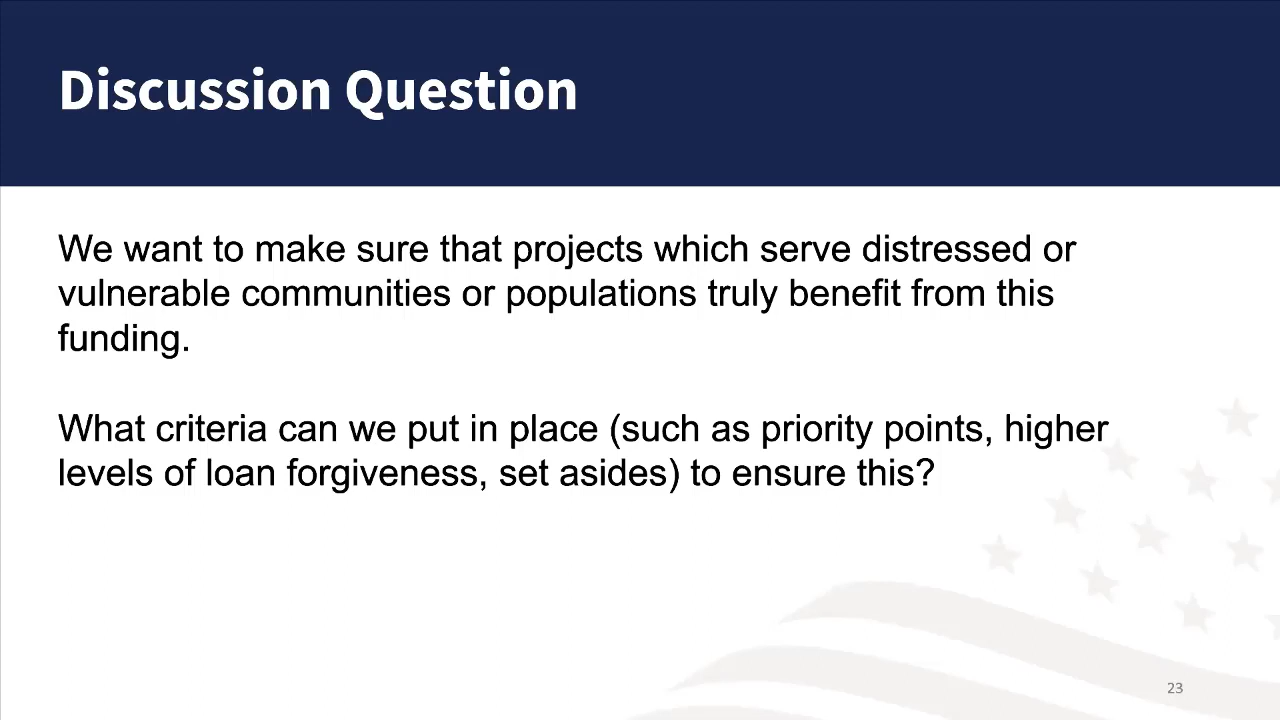 Discussion Question
We want to make sure that projects which serve distressed or
vulnerable communities or populations truly benefit from this
funding.
What criteria can we put in place (such as priority points, higher
levels of loan forgiveness, set asides) to ensure this?
23